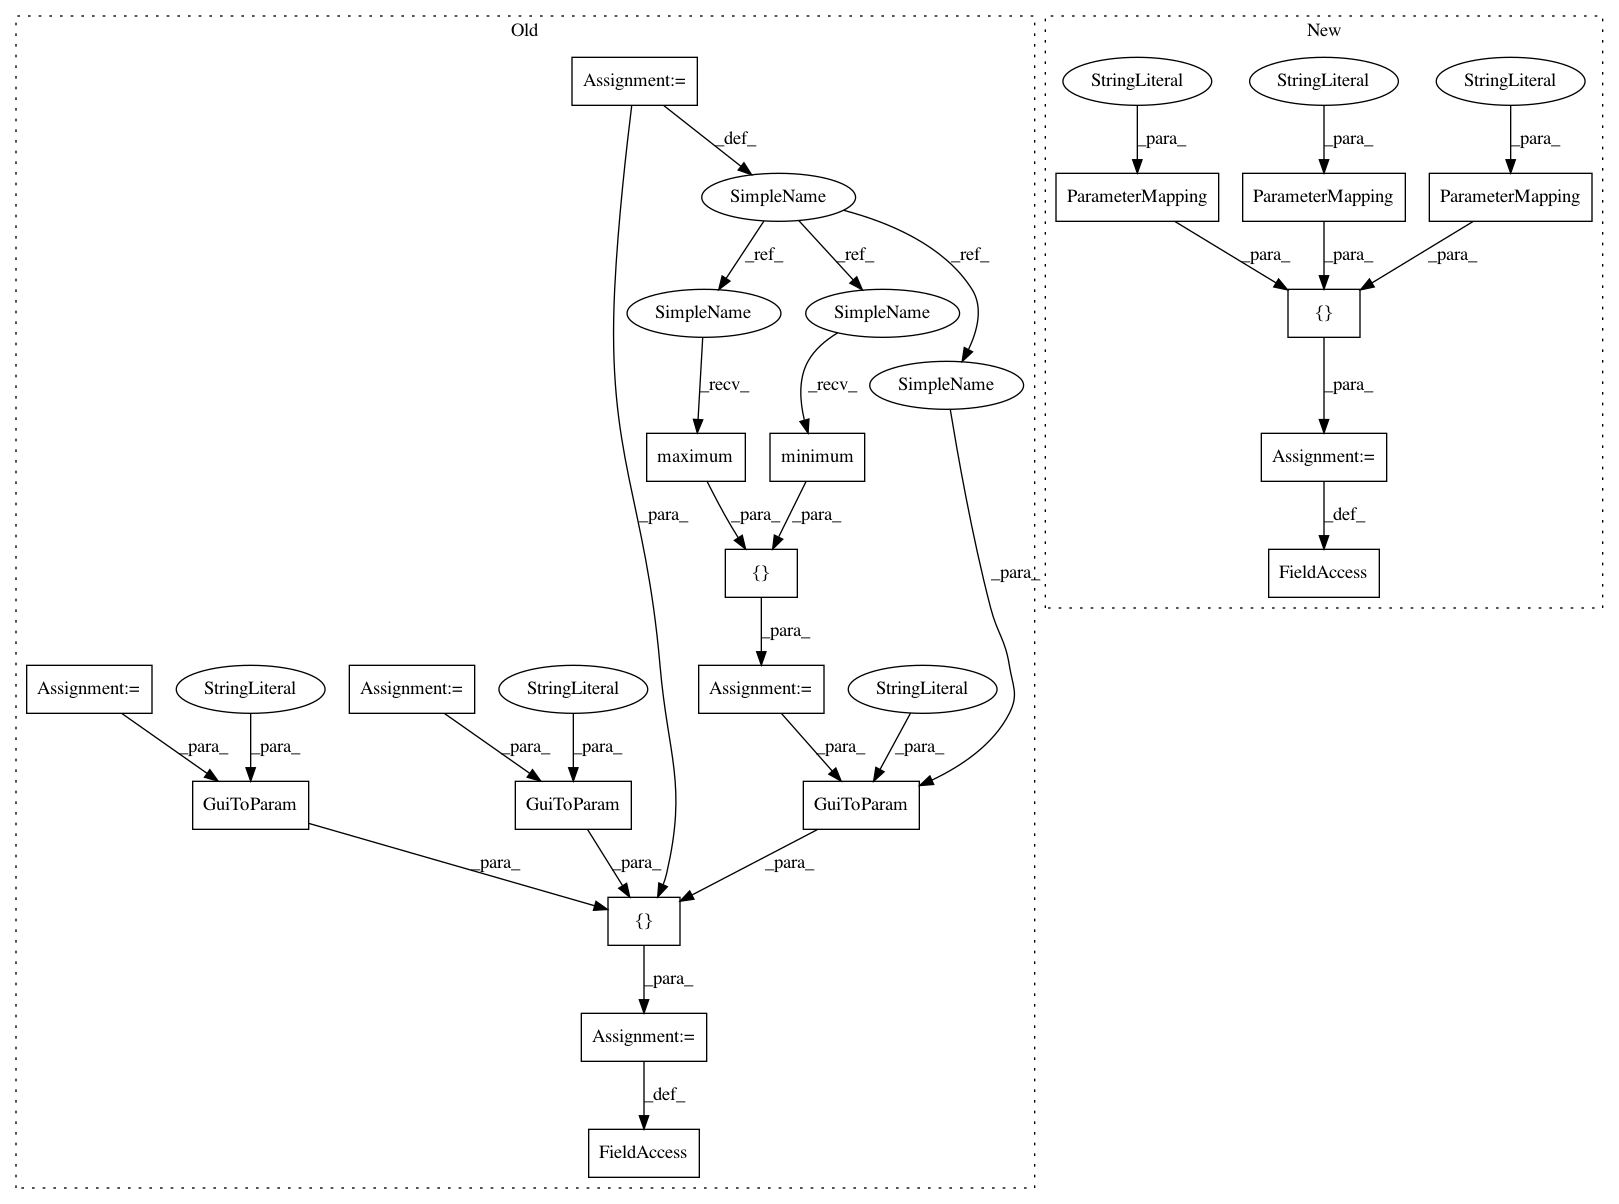 Old
New
Assignment:=
StringLiteral
StringLiteral
StringLiteral
_def_
_para_
_para_
_para_
SimpleName
ParameterMapping
ParameterMapping
ParameterMapping
_ref_
_ref_
_ref_
_para_
_para_
_para_
SimpleName
SimpleName
{}
SimpleName
_recv_
_recv_
_para_
maximum
minimum
Assignment:=
_para_
_para_
_para_
_def_
{}
_para_
FieldAccess
_para_
Assignment:=
StringLiteral
Assignment:=
StringLiteral
Assignment:=
StringLiteral
_para_
_para_
_para_
_para_
_para_
_para_
GuiToParam
GuiToParam
GuiToParam
_para_
_para_
_para_
{}
_para_
Assignment:=
_def_
FieldAccess